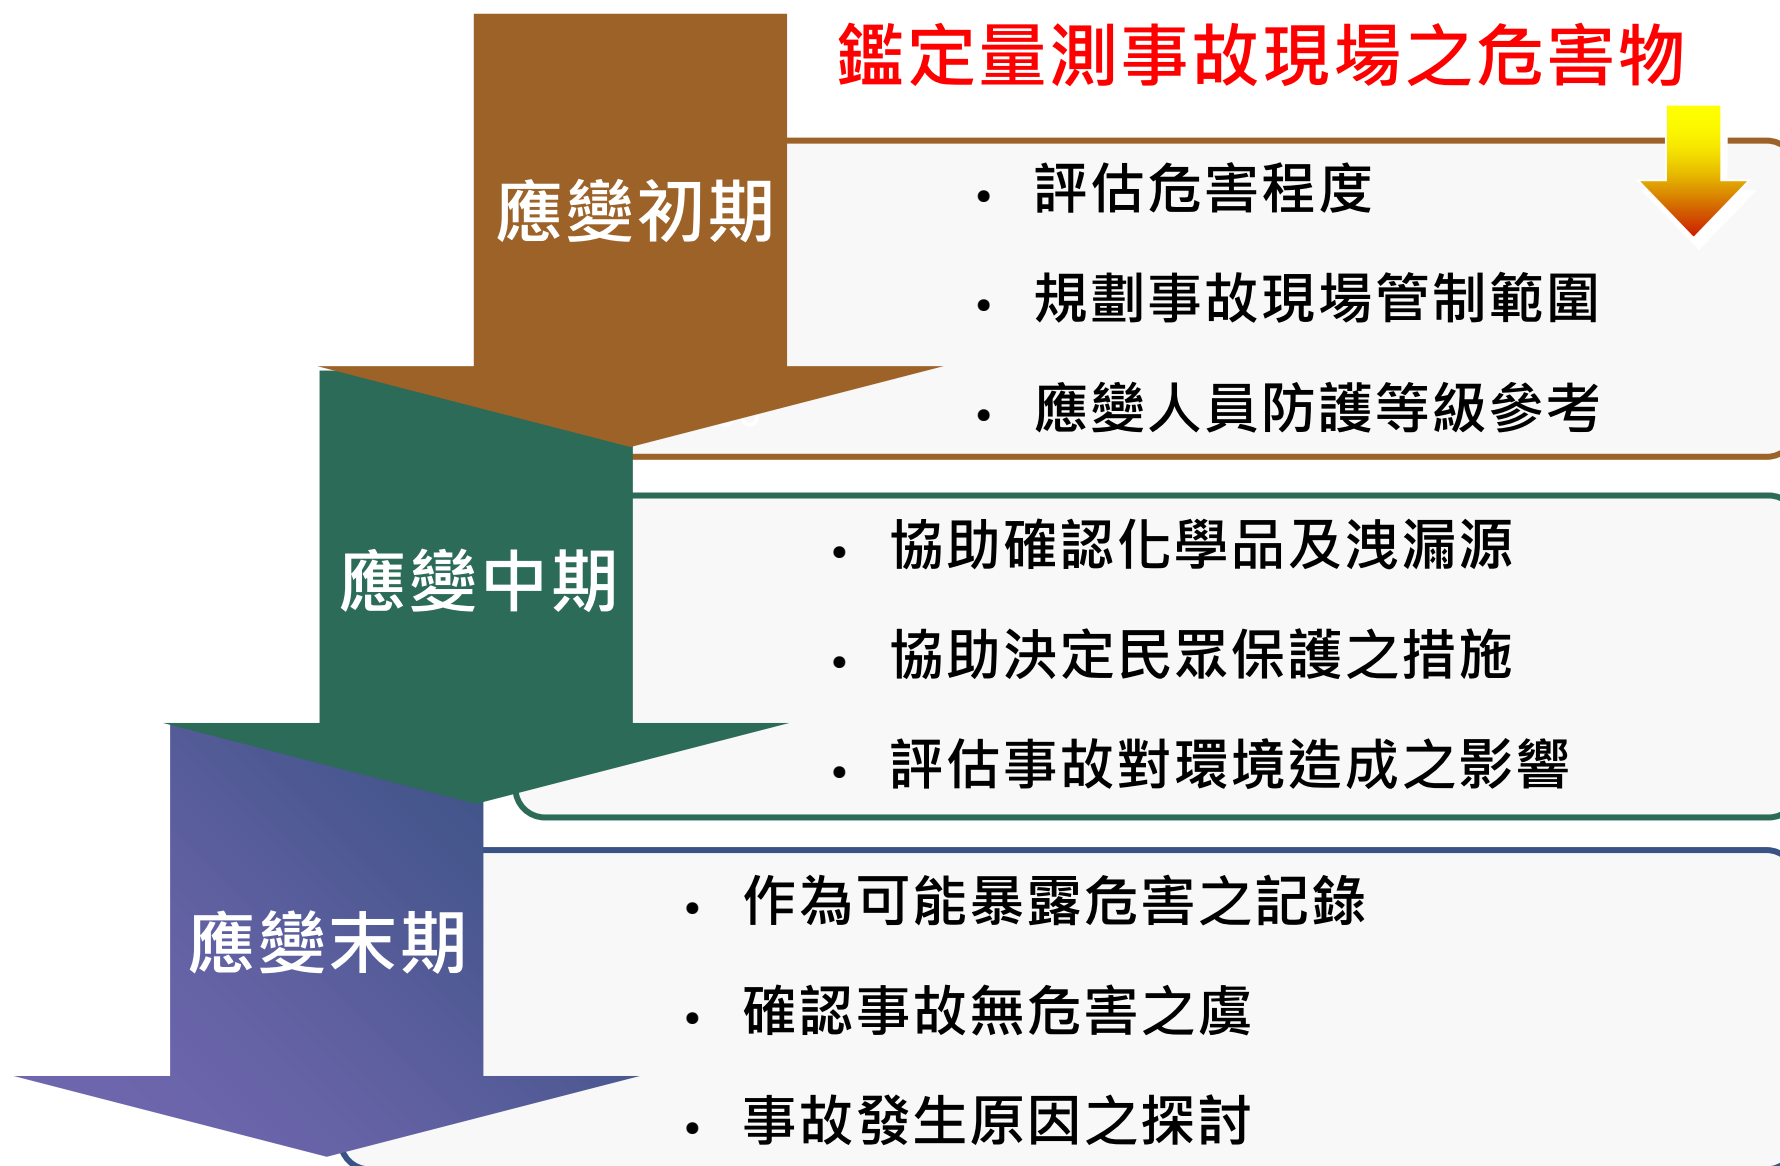 鑑定量測事故現場之危害物
應變初期
• 評估危害程度
• 規劃事故現場管制範圍
• 應變人員防護等級參考
應變中期
• 協助確認化學品及洩漏源
• 協助決定民眾保護之措施
• 評估事故對環境造成之影響
應變末期
• 作為可能暴露危害之記錄
• 確認事故無危害之虞
• 事故發生原因之探討